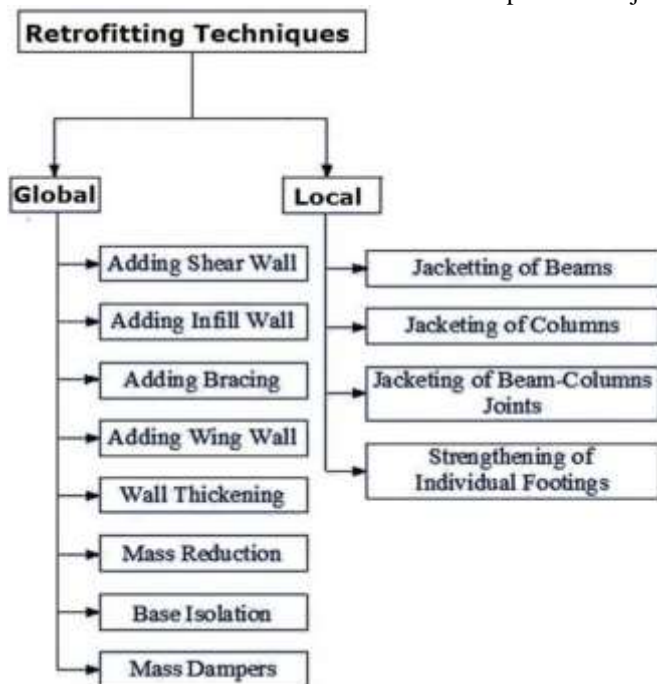 Retrofitting Techniques
Global
Local
Adding Shear Wall
Adding Infill Wall
Adding Bracing
Adding Wing Wall
Wall Thickening
Mass Reduction
Base Isolation
Mass Dampers
Jacketting of Beams
Jacketing of Columns
Jacketing of Beam-Columns
Joints
Strengthening of
Individual Footings